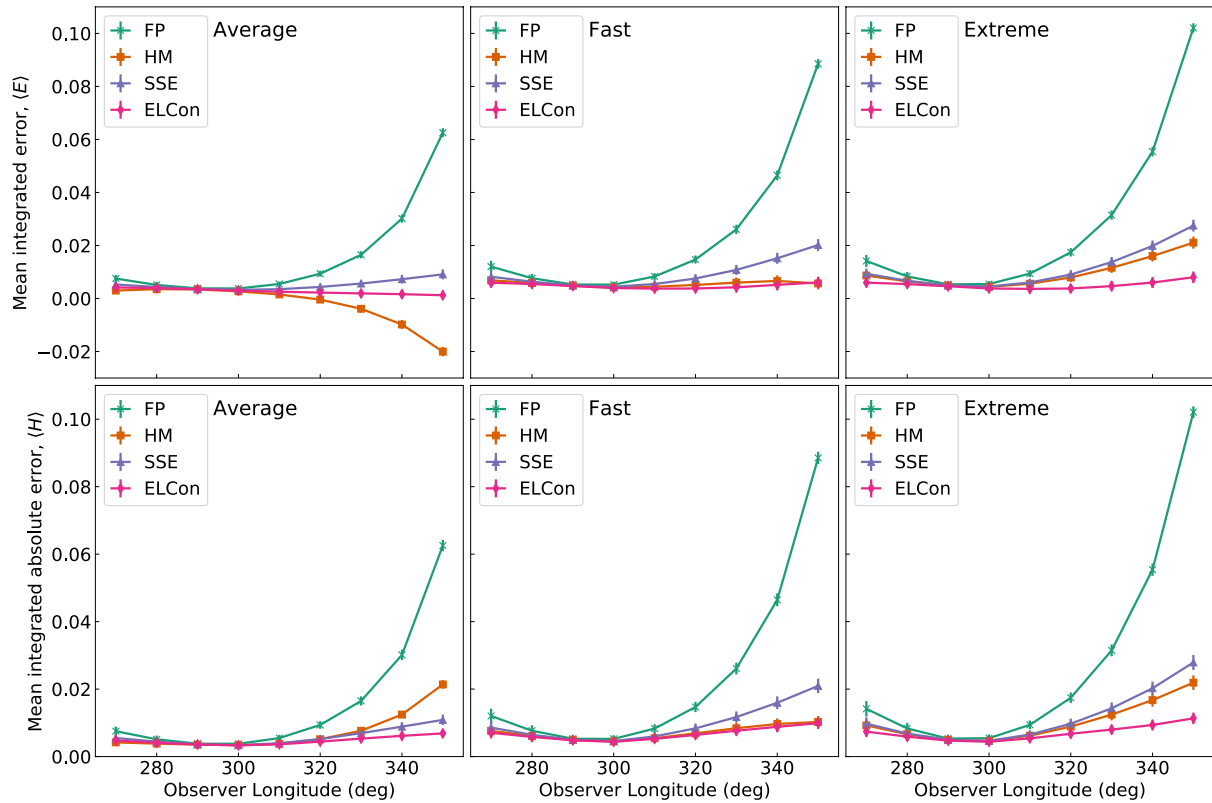 Average
FP
HM
SSE
ELCon
Fast
FP
HM
SSE
ELCon
Extreme
FP
HM
SSE
ELCon
Mean integrated error, ⟨E⟩
0.10
0.08
0.06
0.04
0.02
0.00
−0.02
Average
FP
HM
SSE
ELCon
Fast
FP
HM
SSE
ELCon
Extreme
FP
HM
SSE
ELCon
Mean integrated absolute error, ⟨H⟩
0.10
0.08
0.06
0.04
0.02
0.00
280 300 320 340
280 300 320 340
280 300 320 340
Observer Longitude (deg)
Observer Longitude (deg)
Observer Longitude (deg)